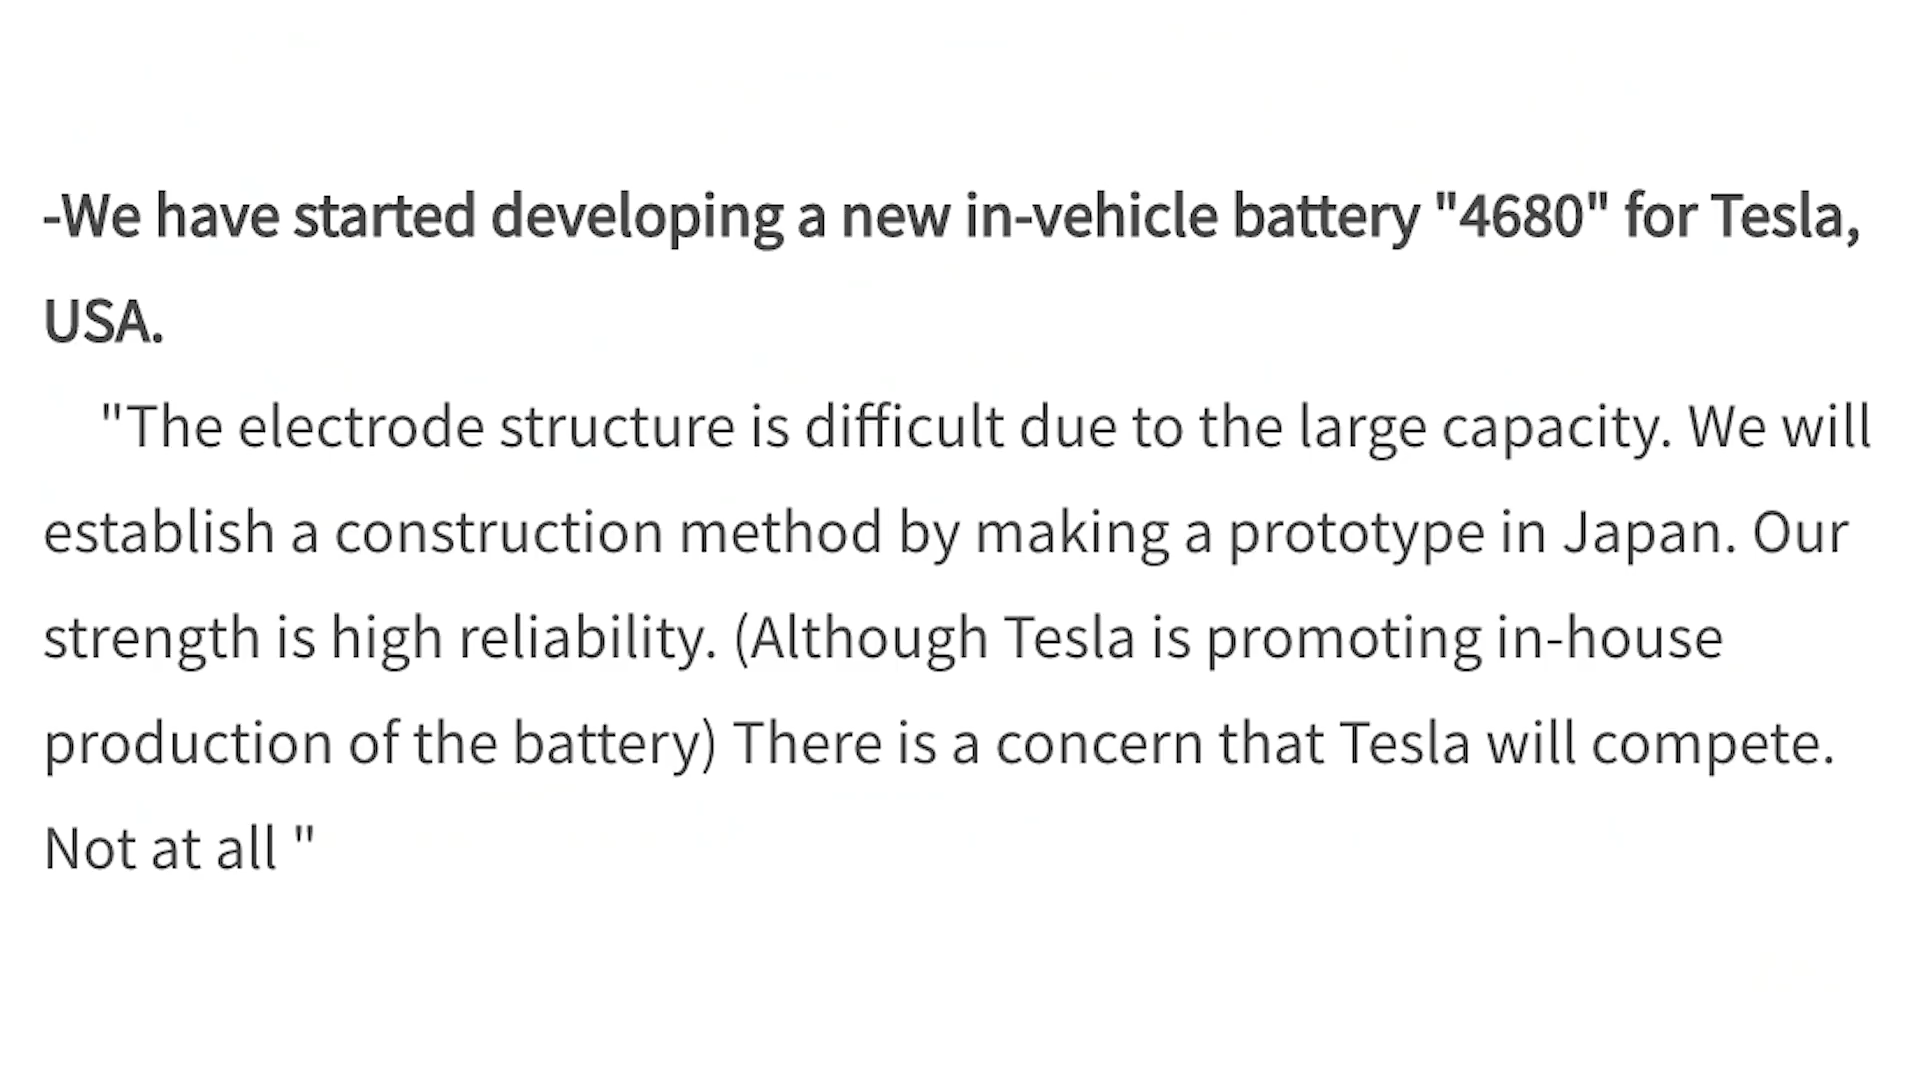 -We have started developing a new in-vehicle battery "4680" for Tesla,
USA.
"The electrode structure is difficult due to the large capacity. We will
establish a construction method by making a prototype in Japan. Our
strength is high reliability. (Although Tesla is promoting in-house
production of the battery) There is a concern that Tesla will compete.
Not at all "